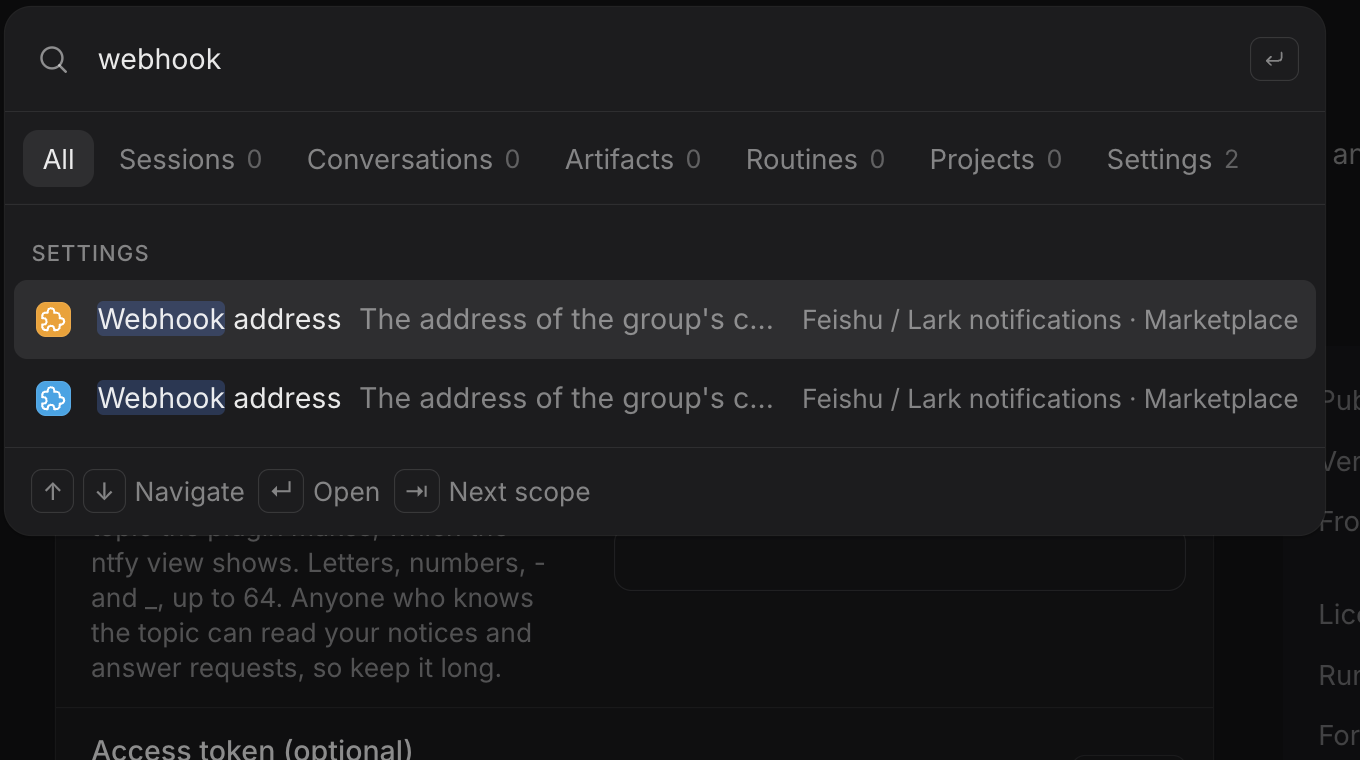 webhook
All Sessions 0 Conversations 0 Artifacts 0 Routines 0 Projects 0 Settings 2
SETTINGS
Webhook address The address of the group's c... Feishu / Lark notifications · Marketplace
Webhook address The address of the group's c... Feishu / Lark notifications · Marketplace
Navigate Open Next scope
ntfy view shows. Letters, numbers, -
and _, up to 64. Anyone who knows
the topic can read your notices and
answer requests, so keep it long.
Access token (optional)